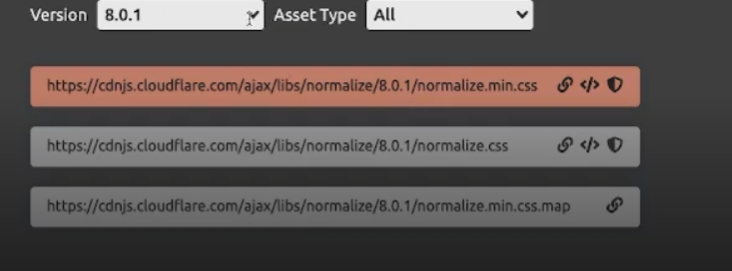 Version 8.0.1 Asset Type All
https://cdnjs.cloudflare.com/ajax/libs/normalize/8.0.1/normalize.min.css </>
https://cdnjs.cloudflare.com/ajax/libs/normalize/8.0.1/normalize.css </>
https://cdnjs.cloudflare.com/ajax/libs/normalize/8.0.1/normalize.min.css.map